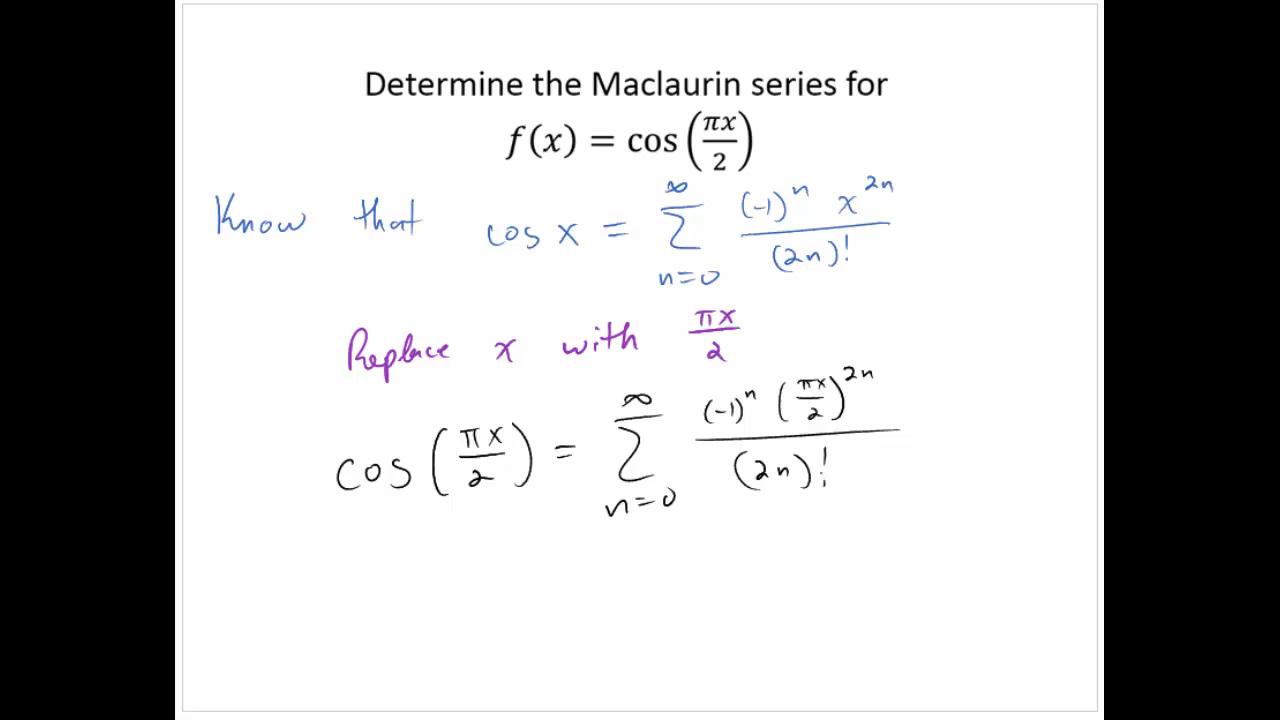 Determine the Maclaurin series for
f(x) = cos(πx/2)
Know that cos x = ∑_{n=0}^{∞} (-1)^n x^{2n} / (2n)!
Replace x with πx/2
cos(πx/2) = ∑_{n=0}^{∞} (-1)^n (πx/2)^{2n} / (2n)!